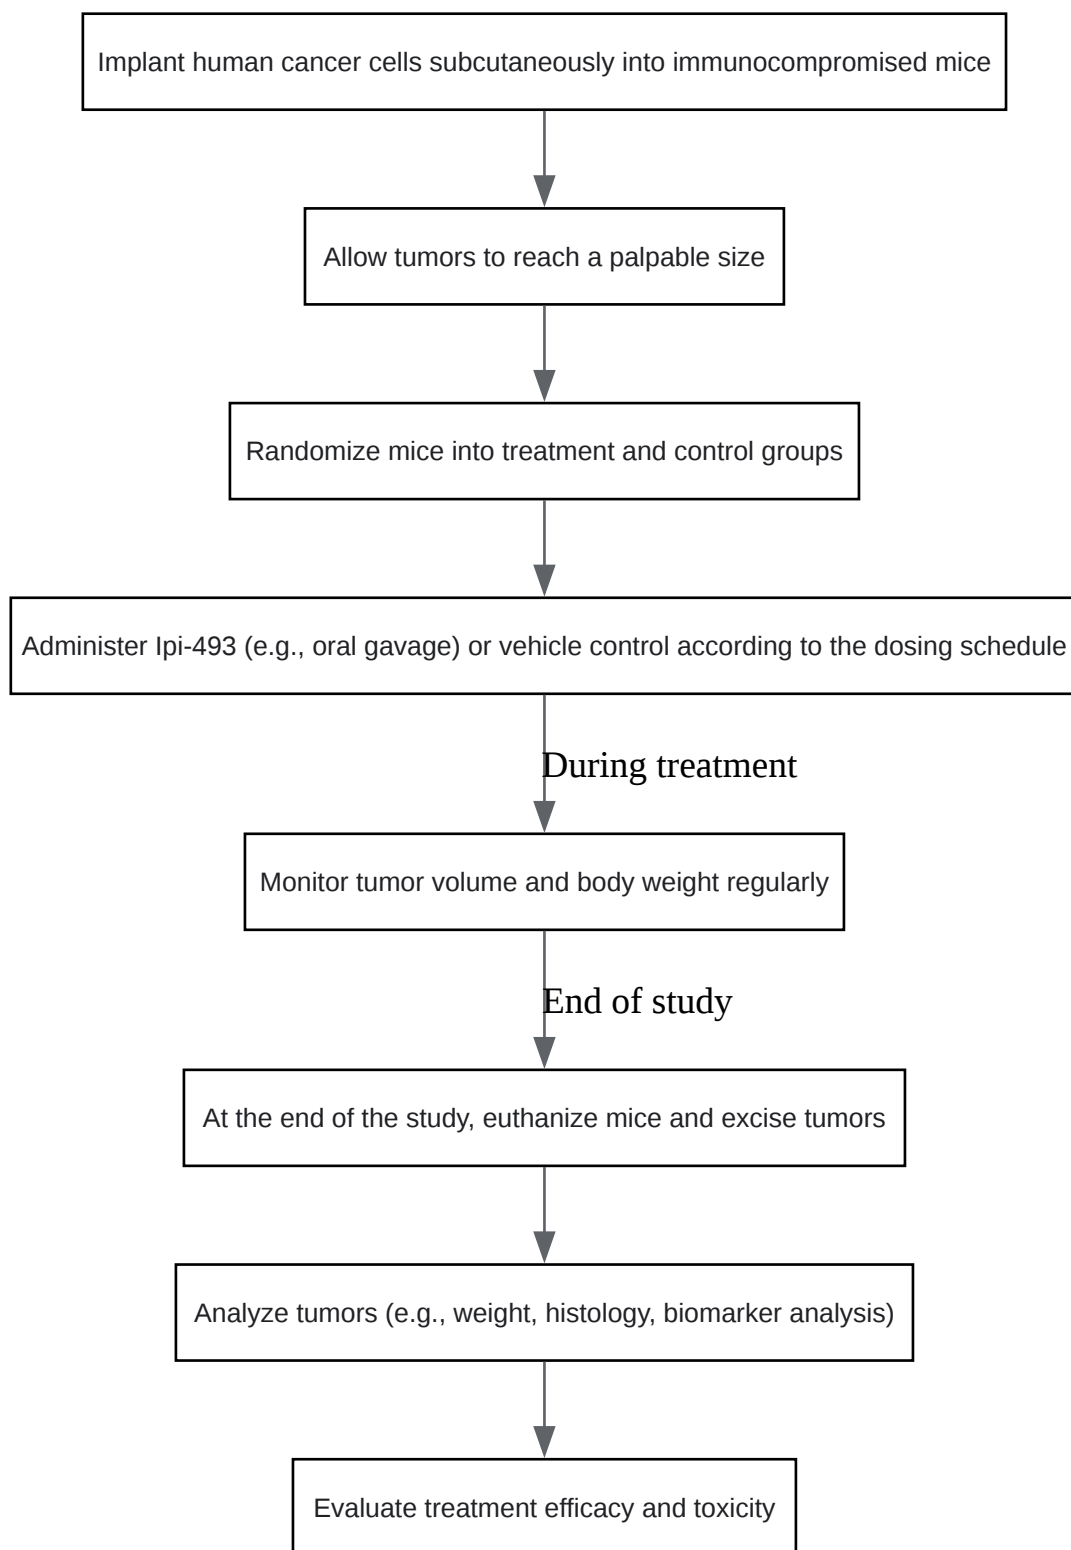 Implant human cancer cells subcutaneously into immunocompromised mice
Allow tumors to reach a palpable size
Randomize mice into treatment and control groups
Administer Ipi-493 (e.g., oral gavage) or vehicle control according to the dosing schedule
During treatment
Monitor tumor volume and body weight regularly
End of study
At the end of the study, euthanize mice and excise tumors
Analyze tumors (e.g., weight, histology, biomarker analysis)
Evaluate treatment efficacy and toxicity